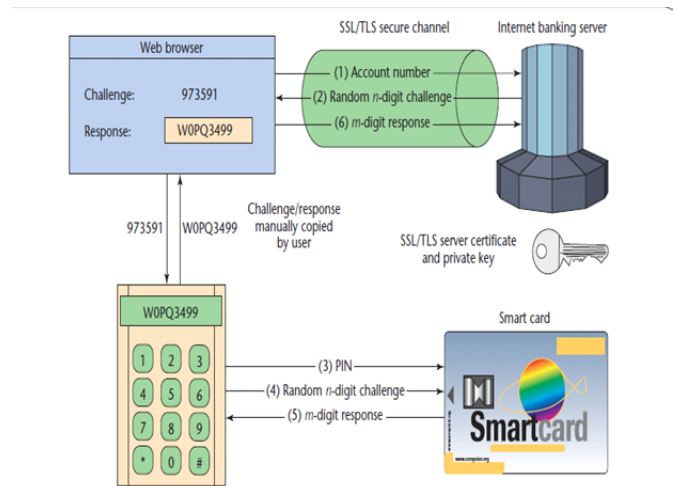 SSL/TLS secure channel
Internet banking server
Web browser
Challenge: 973591
Response: W0PQ3499
(1) Account number
(2) Random n-digit challenge
(6) m-digit response
973591
W0PQ3499
Challenge/response
manually copied
by user
SSL/TLS server certificate
and private key
W0PQ3499
1 2 3
4 5 6
7 8 9
* 0 #
(3) PIN
(4) Random n-digit challenge
(5) m-digit response
Smart card
Smartcard
www.computer.org